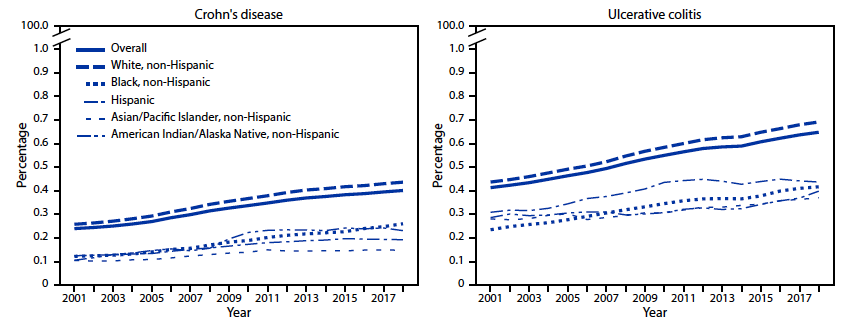 Crohn's disease
Ulcerative colitis
100.0
1.0
0.9
0.8
0.7
0.6
0.5
0.4
0.3
0.2
0.1
0
Percentage
Overall
White, non-Hispanic
Black, non-Hispanic
Hispanic
Asian/Pacific Islander, non-Hispanic
American Indian/Alaska Native, non-Hispanic
2001 2003 2005 2007 2009 2011 2013 2015 2017
Year
100.0
1.0
0.9
0.8
0.7
0.6
0.5
0.4
0.3
0.2
0.1
0
Percentage
2001 2003 2005 2007 2009 2011 2013 2015 2017
Year